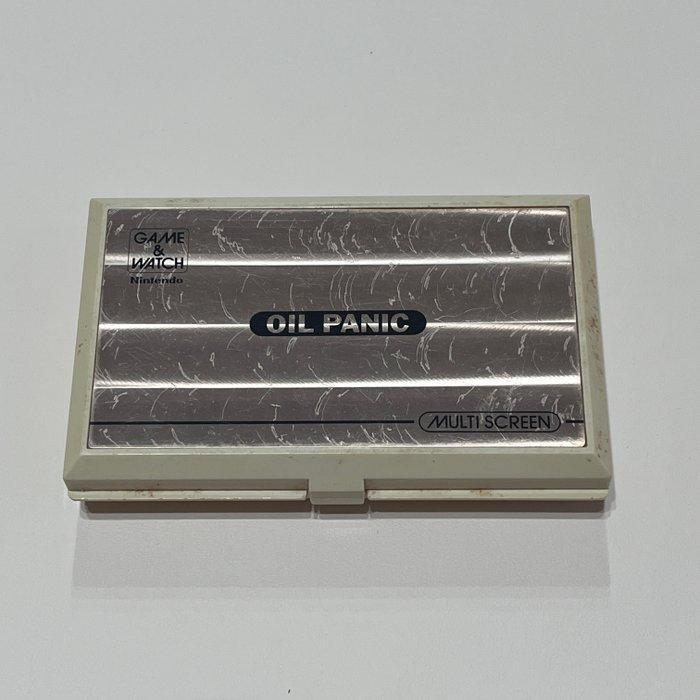 GAME
&
WATCH
Nintendo
OIL PANIC
MULTI SCREEN